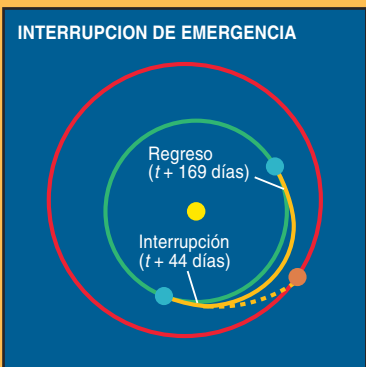 INTERRUPCION DE EMERGENCIA
Regreso
(t + 169 días)
Interrupción
(t + 44 días)